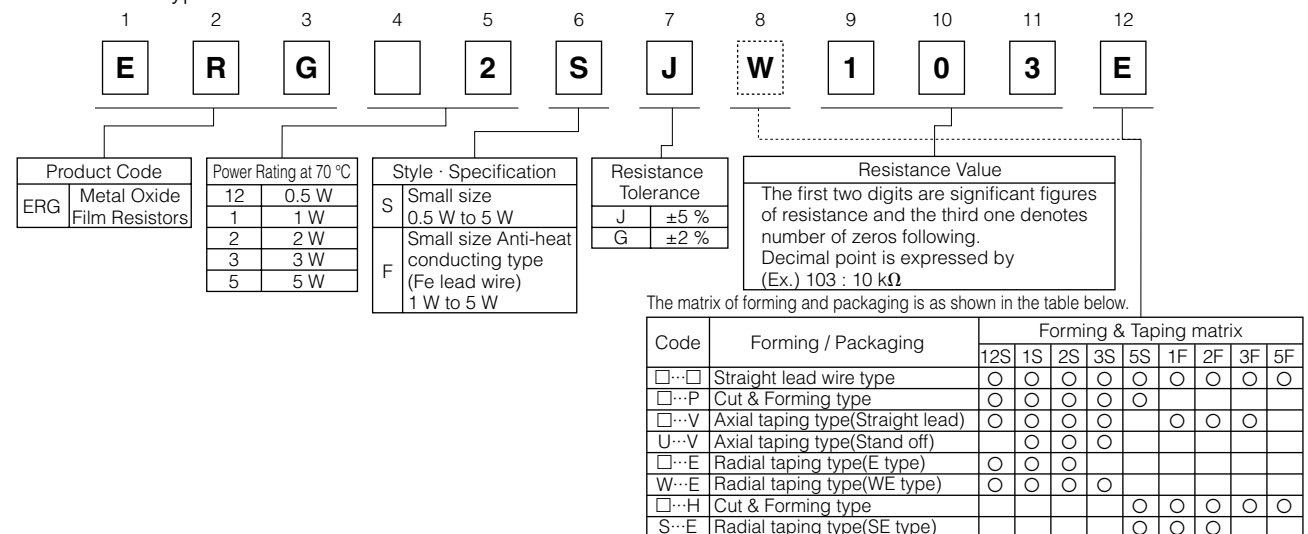 1 2 3 4 5 6 7 8 9 10 11 12
E R G 2 S J W 1 0 3 E
Product Code
ERG Metal Oxide Film Resistors
Power Rating at 70 °C
12 0.5 W
1 1 W
2 2 W
3 3 W
5 5 W
Style · Specification
S Small size
0.5 W to 5 W
F Small size Anti-heat
conducting type
(Fe lead wire)
1 W to 5 W
Resistance
Tolerance
J ±5 %
G ±2 %
Resistance Value
The first two digits are significant figures
of resistance and the third one denotes
number of zeros following.
Decimal point is expressed by
(Ex.) 103 : 10 kΩ
The matrix of forming and packaging is as shown in the table below.
Code Forming / Packaging Forming & Taping matrix
12S 1S 2S 3S 5S 1F 2F 3F 5F
□···□ Straight lead wire type ○ ○ ○ ○ ○ ○ ○ ○ ○
□···P Cut & Forming type ○ ○ ○ ○ ○
□···V Axial taping type(Straight lead) ○ ○ ○ ○ ○ ○ ○
U···V Axial taping type(Stand off) ○ ○ ○
□···E Radial taping type(E type) ○ ○ ○
W···E Radial taping type(WE type) ○ ○ ○ ○
□···H Cut & Forming type ○ ○ ○ ○ ○
S···E Radial taping type(SE type) ○ ○ ○